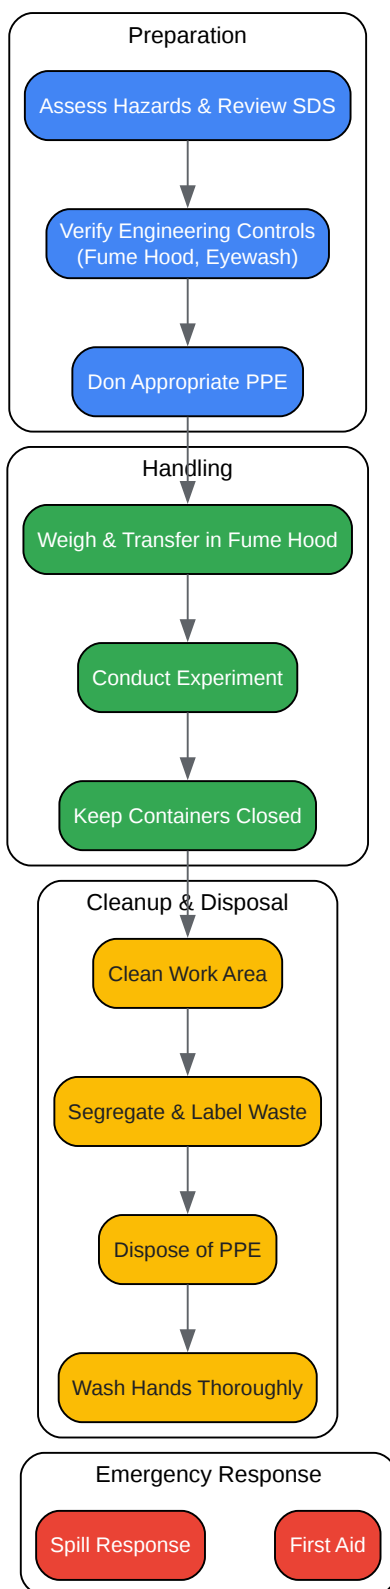 Preparation
Assess Hazards & Review SDS
Verify Engineering Controls
(Fume Hood, Eyewash)
Don Appropriate PPE
Handling
Weigh & Transfer in Fume Hood
Conduct Experiment
Keep Containers Closed
Cleanup & Disposal
Clean Work Area
Segregate & Label Waste
Dispose of PPE
Wash Hands Thoroughly
Emergency Response
Spill Response
First Aid